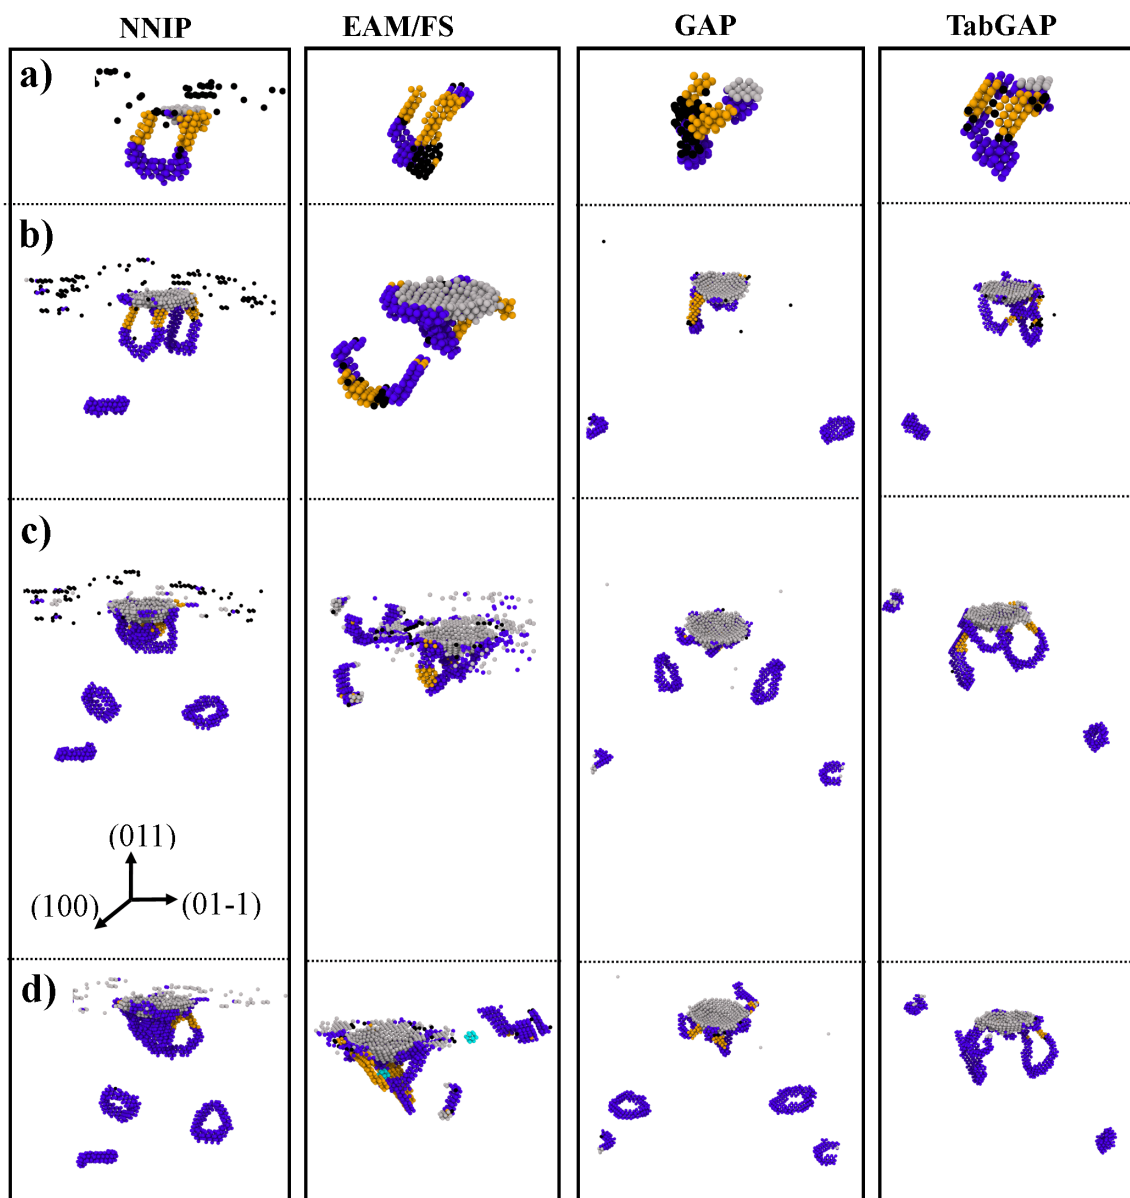 NNIP EAM/FS GAP TabGAP
a)
b)
c)
(011)
(100) (01-1)
d)